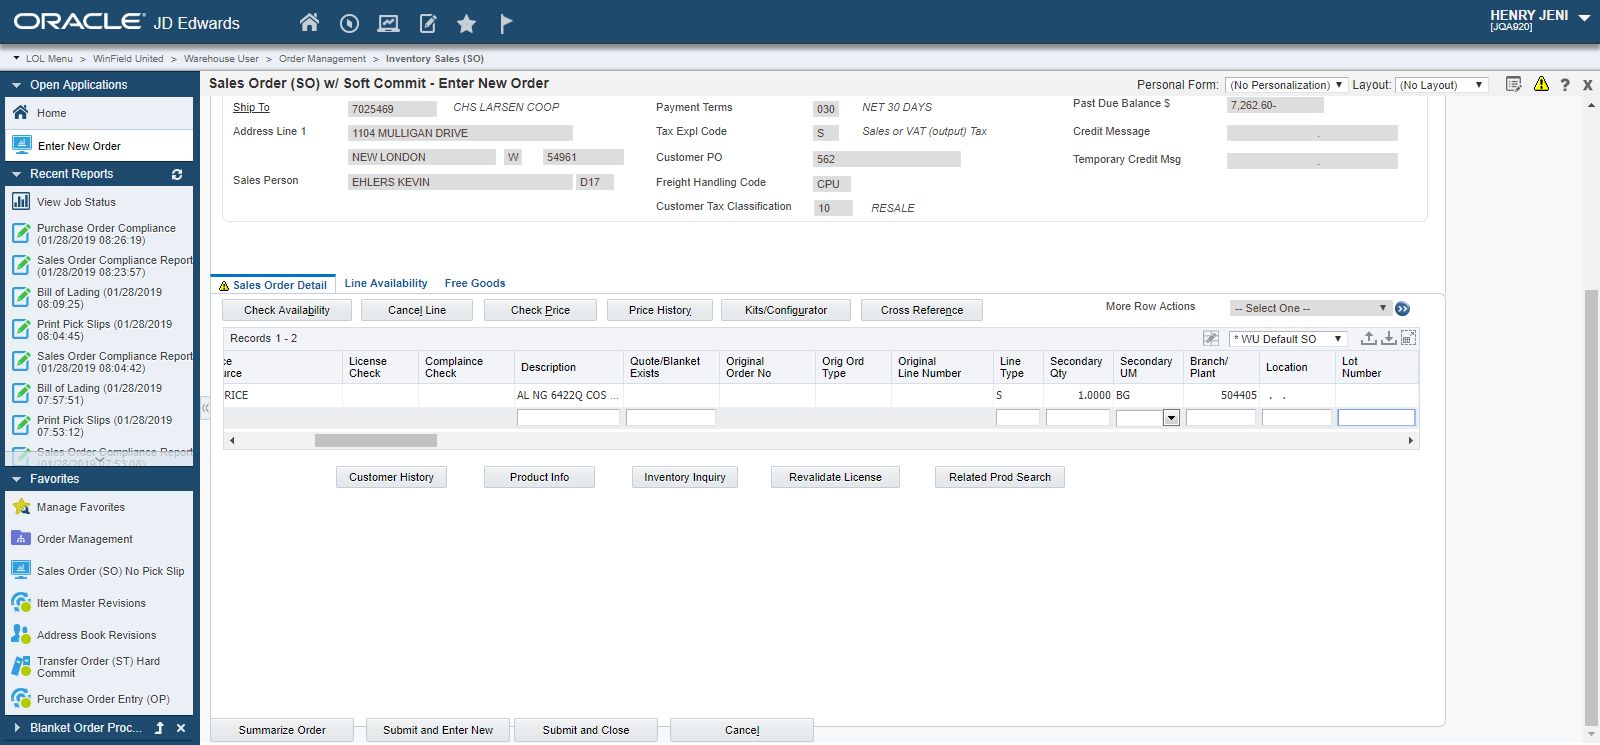 ORACLE® JD Edwards
HENRY JENI
[JQA920]
LOL Menu > WinField United > Warehouse User > Order Management > Inventory Sales (SO)
Open Applications
Home
Enter New Order
Recent Reports
View Job Status
Purchase Order Compliance
(01/28/2019 08:26:19)
Sales Order Compliance Report
(01/28/2019 08:23:57)
Bill of Lading (01/28/2019
08:09:25)
Print Pick Slips (01/28/2019
08:04:45)
Sales Order Compliance Report
(01/28/2019 08:04:42)
Bill of Lading (01/28/2019
07:57:51)
Print Pick Slips (01/28/2019
07:53:12)
Sales Order Compliance Report
(01/28/2019 07:53:08)
Favorites
Manage Favorites
Order Management
Sales Order (SO) No Pick Slip
Item Master Revisions
Address Book Revisions
Transfer Order (ST) Hard
Commit
Purchase Order Entry (OP)
Blanket Order Proc...
Sales Order (SO) w/ Soft Commit - Enter New Order
Personal Form: (No Personalization) Layout: (No Layout)
Ship To 7025469 CHS LARSEN COOP
Address Line 1 1104 MULLIGAN DRIVE
NEW LONDON W 54961
Sales Person EHLERS KEVIN D17
Payment Terms 030 NET 30 DAYS
Tax Expl Code S Sales or VAT (output) Tax
Customer PO 562
Freight Handling Code CPU
Customer Tax Classification 10 RESALE
Past Due Balance $ 7,262.60-
Credit Message .
Temporary Credit Msg .
Sales Order Detail Line Availability Free Goods
Check Availability Cancel Line Check Price Price History Kits/Configurator Cross Reference
More Row Actions -- Select One --
Records 1 - 2
* WU Default SO
ce
urce
License
Check
Complaince
Check
Description
Quote/Blanket
Exists
Original
Order No
Orig Ord
Type
Original
Line Number
Line
Type
Secondary
Qty
Secondary
UM
Branch/
Plant
Location
Lot
Number
RICE AL NG 6422Q COS ... S 1.0000 BG 504405 . .
Customer History Product Info Inventory Inquiry Revalidate License Related Prod Search
Summarize Order Submit and Enter New Submit and Close Cancel